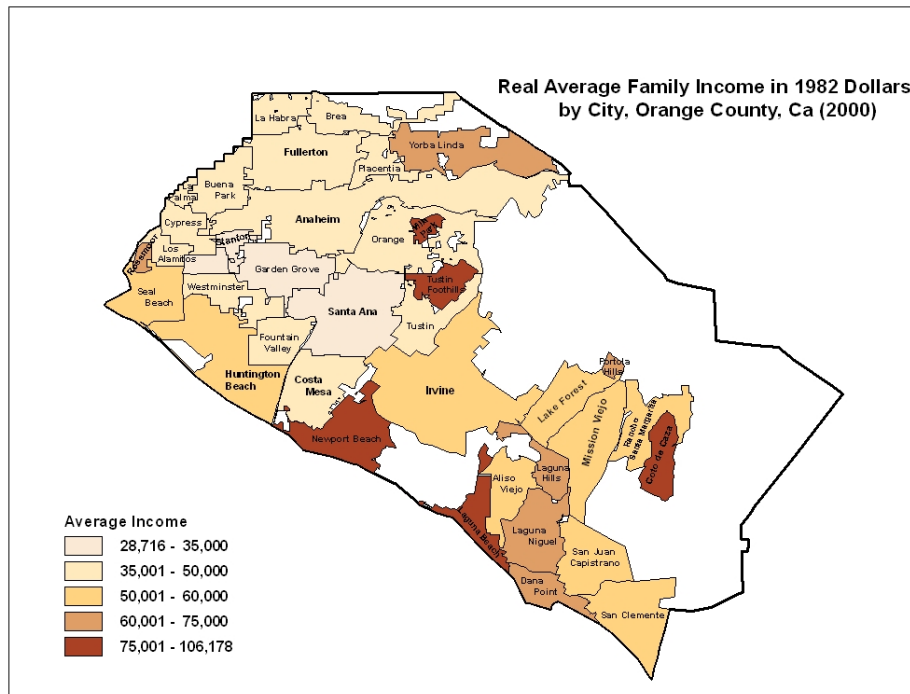 Real Average Family Income in 1982 Dollars
by City, Orange County, Ca (2000)
La Habra
Brea
Fullerton
Yorba Linda
Placentia
Buena
Park
Palma
Anaheim
Cypress
Orange
Villa
Park
Stanton
Los
Alamitos
Rossmoor
Garden Grove
Tustin
Foothills
Westminster
Seal
Beach
Santa Ana
Tustin
Fountain
Valley
Huntington
Beach
Costa
Mesa
Irvine
Portola
Hills
Lake Forest
Mission Viejo
Rancho
Santa Margarita
Coto de Caza
Newport Beach
Laguna
Hills
Aliso
Viejo
Laguna Beach
Laguna
Niguel
San Juan
Capistrano
Dana
Point
San Clemente
Average Income
28,716 - 35,000
35,001 - 50,000
50,001 - 60,000
60,001 - 75,000
75,001 - 106,178